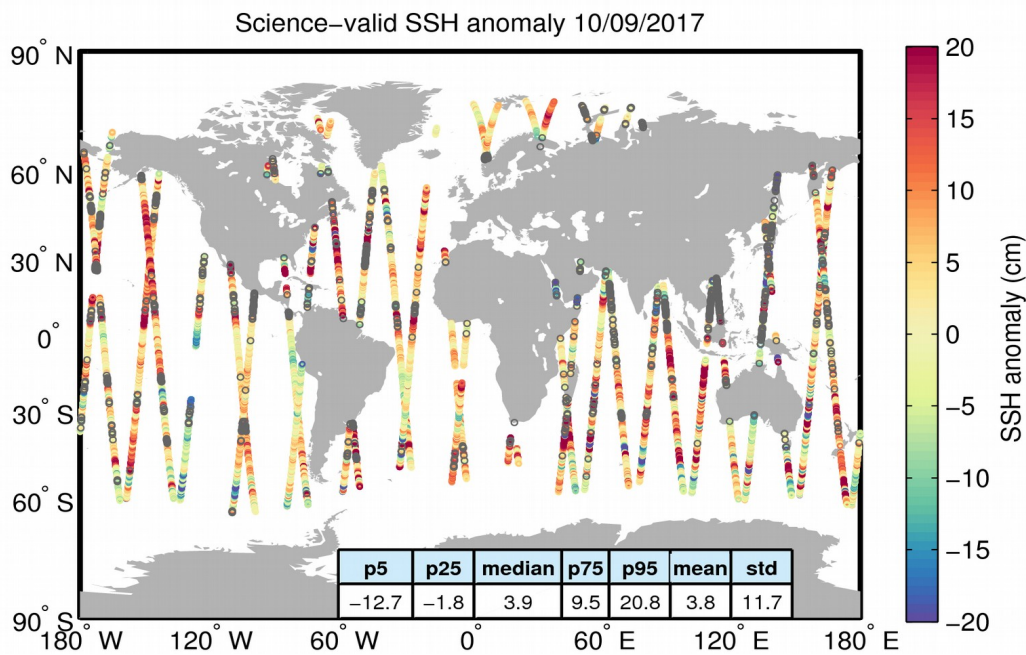 Science−valid SSH anomaly 10/09/2017
90° N
60° N
30° N
0°
30° S
60° S
90° S
180° W
120° W
60° W
0°
60° E
120° E
180° E
p5 p25 median p75 p95 mean std
−12.7 −1.8 3.9 9.5 20.8 3.8 11.7
20
15
10
5
0
−5
−10
−15
−20
SSH anomaly (cm)